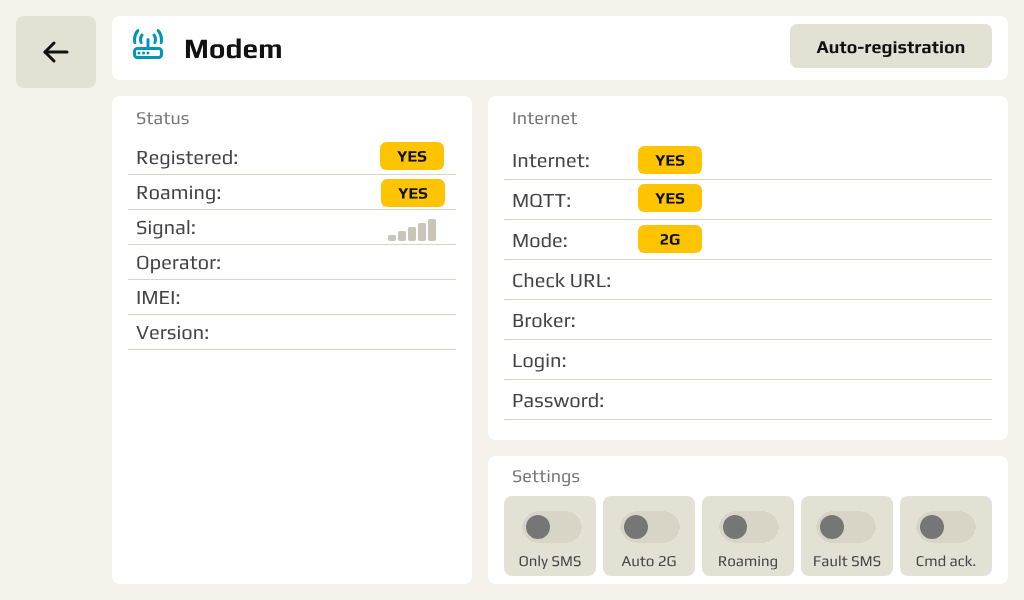 Modem
Auto-registration
Status
Registered: YES
Roaming: YES
Signal:
Operator:
IMEI:
Version:
Internet
Internet: YES
MQTT: YES
Mode: 2G
Check URL:
Broker:
Login:
Password:
Settings
Only SMS
Auto 2G
Roaming
Fault SMS
Cmd ack.